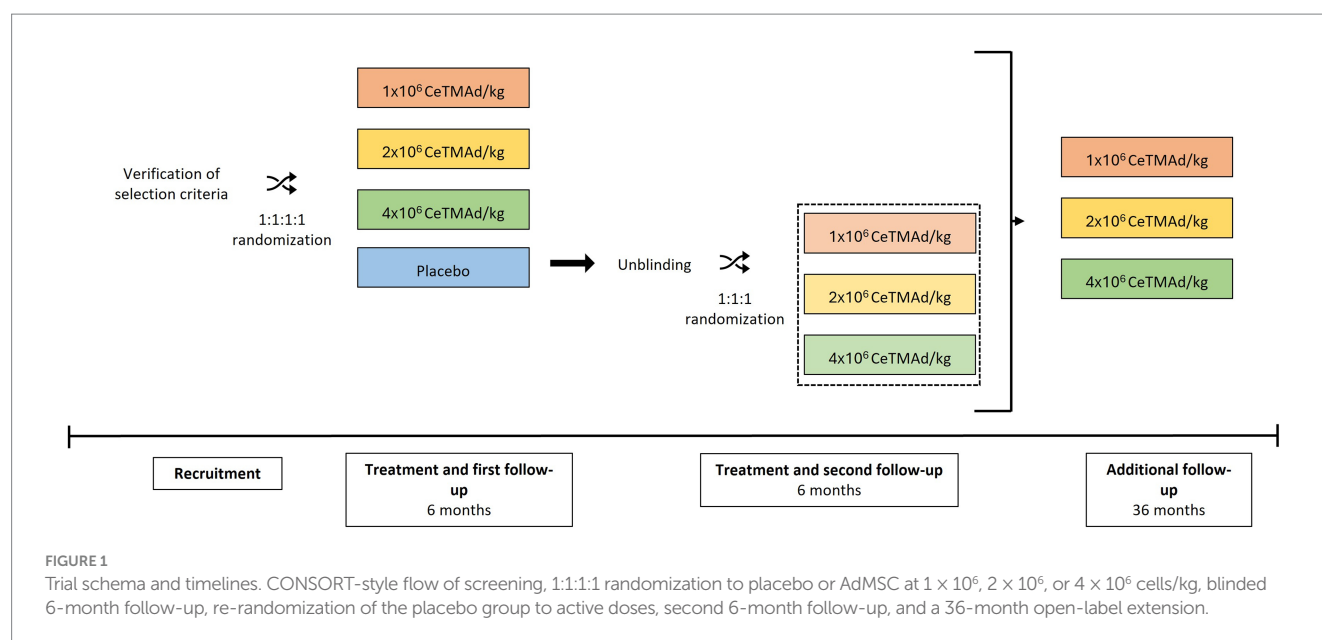 1x10⁶ CeTMAd/kg
2x10⁶ CeTMAd/kg
4x10⁶ CeTMAd/kg
Placebo
Verification of
selection criteria
1:1:1:1
randomization
Unblinding
1:1:1
randomization
1x10⁶ CeTMAd/kg
2x10⁶ CeTMAd/kg
4x10⁶ CeTMAd/kg
1x10⁶ CeTMAd/kg
2x10⁶ CeTMAd/kg
4x10⁶ CeTMAd/kg
Recruitment
Treatment and first follow-
up
6 months
Treatment and second follow-up
6 months
Additional follow-
up
36 months
FIGURE 1
Trial schema and timelines. CONSORT-style flow of screening, 1:1:1:1 randomization to placebo or AdMSC at 1 × 10⁶, 2 × 10⁶, or 4 × 10⁶ cells/kg, blinded
6-month follow-up, re-randomization of the placebo group to active doses, second 6-month follow-up, and a 36-month open-label extension.